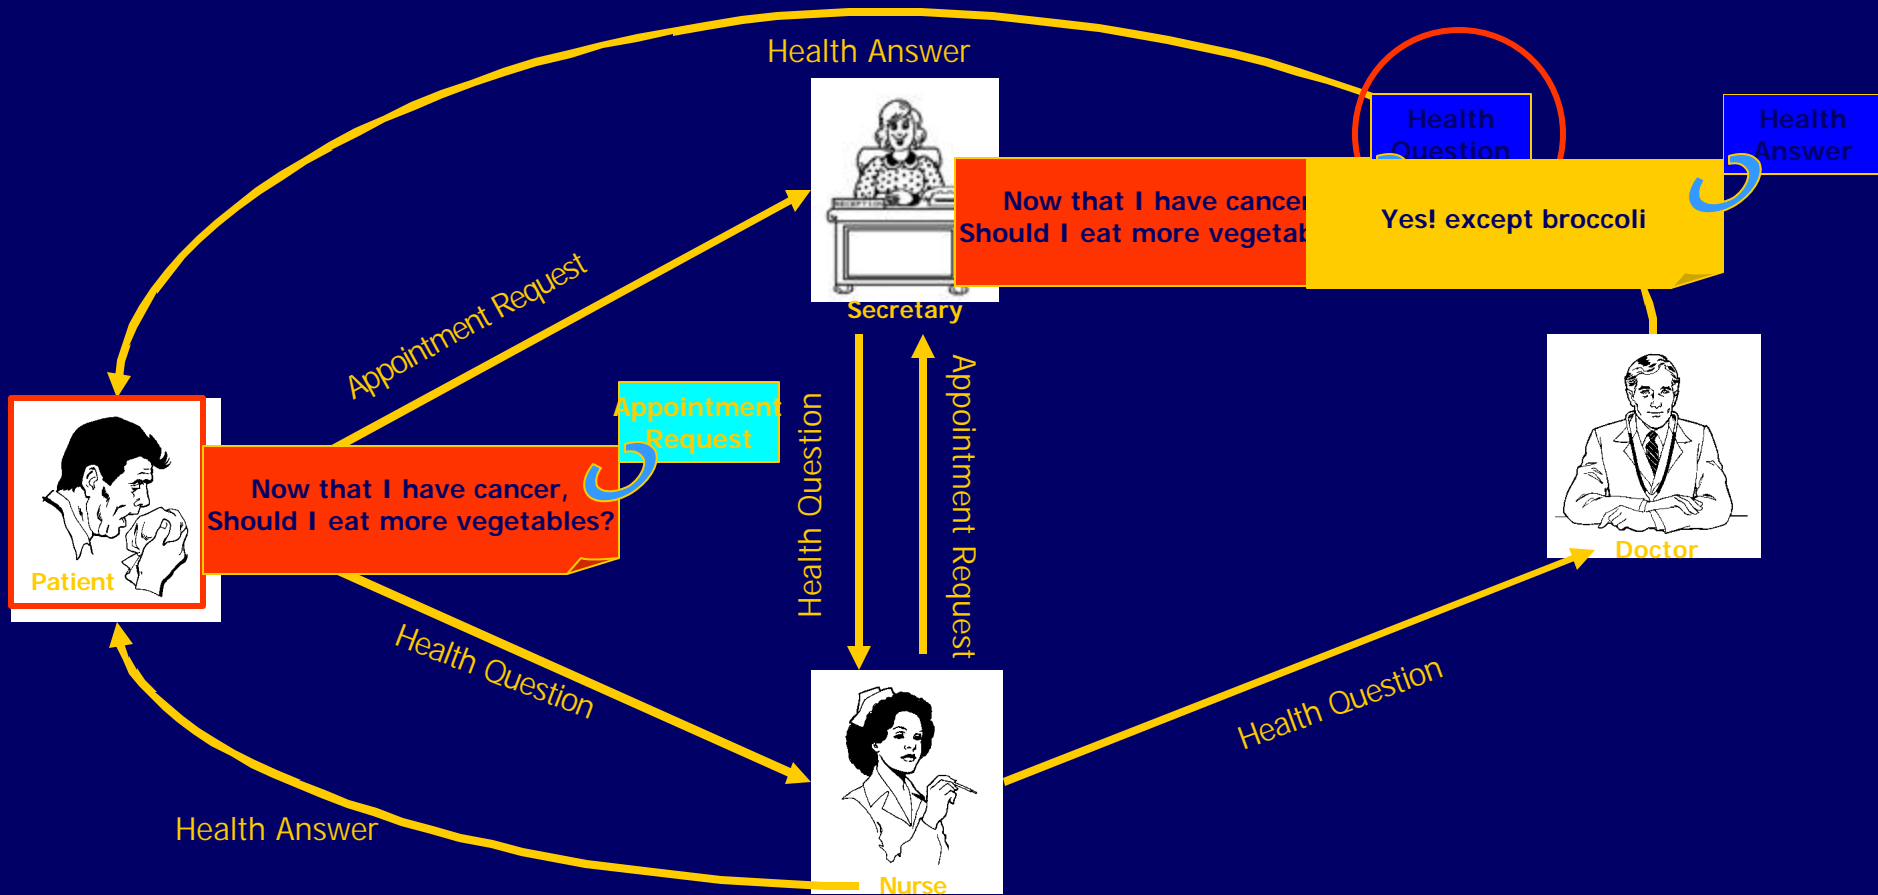 Health Answer
Health
Question
Health
Answer
Now that I have cancer
Should I eat more vegetab
Yes! except broccoli
RECEPTION
Secretary
Appointment Request
Appointment
Request
Health Question
Appointment Request
Now that I have cancer,
Should I eat more vegetables?
Patient
Doctor
Health Question
Health Question
Health Answer
Nurse